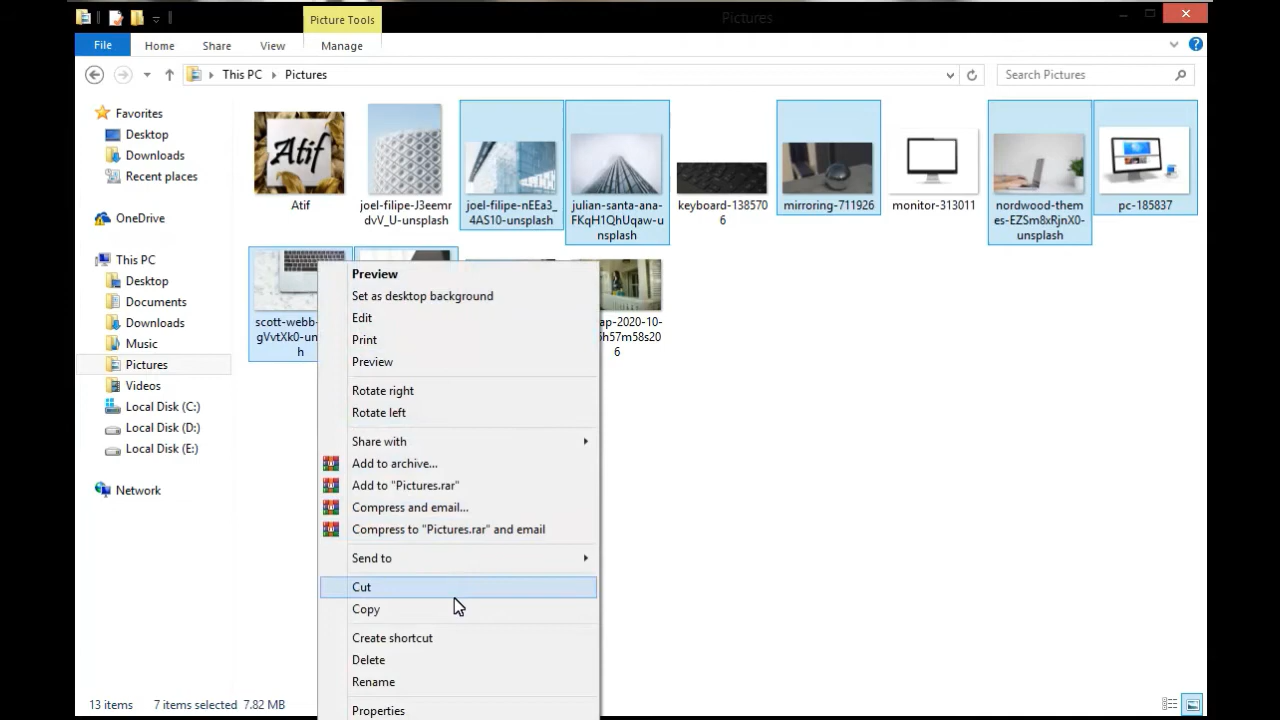 Picture Tools
Pictures
File
Home
Share
View
Manage
This PC
Pictures
Search Pictures
Favorites
Desktop
Downloads
Recent places
OneDrive
This PC
Desktop
Documents
Downloads
Music
Pictures
Videos
Local Disk (C:)
Local Disk (D:)
Local Disk (E:)
Network
Atif
Atif
joel-filipe-J3eemr
dvV_U-unsplash
joel-filipe-nEEa3_
4AS10-unsplash
julian-santa-ana-
FKqH1QhUqaw-u
nsplash
keyboard-138570
6
mirroring-711926
monitor-313011
nordwood-them
es-EZSm8xRjnX0-
unsplash
pc-185837
scott-webb-
gVvtXk0-un
h
ap-2020-10-
h57m58s20
6
Preview
Set as desktop background
Edit
Print
Preview
Rotate right
Rotate left
Share with
Add to archive...
Add to "Pictures.rar"
Compress and email...
Compress to "Pictures.rar" and email
Send to
Cut
Copy
Create shortcut
Delete
Rename
Properties
13 items
7 items selected 7.82 MB